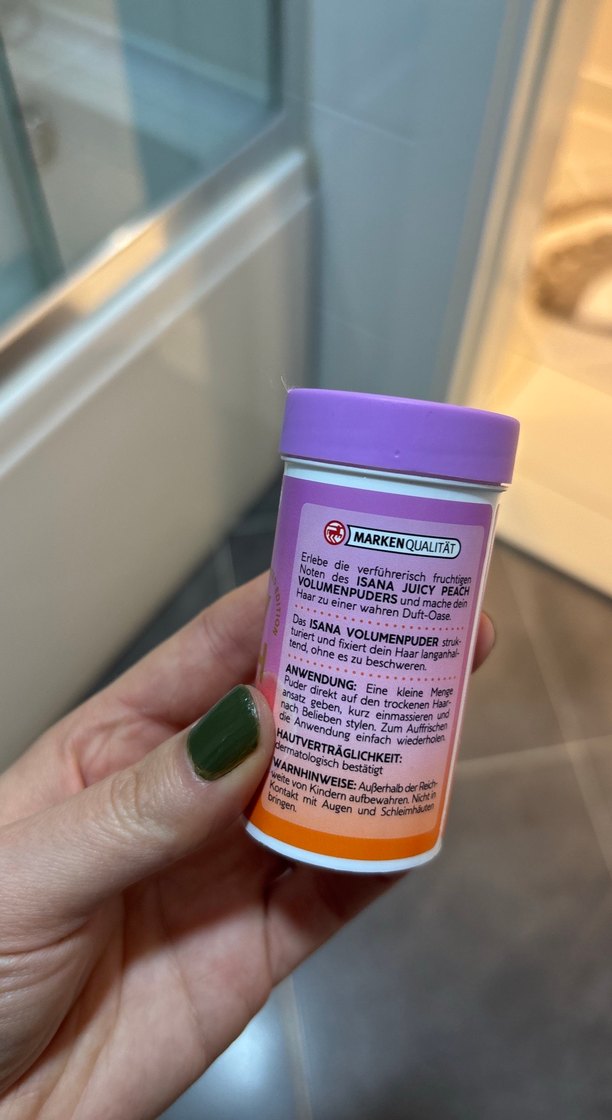 MARKENQUALITÄT
Erlebe die verführerisch fruchtigen
Noten des ISANA JUICY PEACH
VOLUMENPUDERS und mache dein
Haar zu einer wahren Duft-Oase.
Das ISANA VOLUMENPUDER struk-
turiert und fixiert dein Haar langanhal-
tend, ohne es zu beschweren.
ANWENDUNG: Eine kleine Menge
Puder direkt auf den trockenen Haar-
ansatz geben, kurz einmassieren und
nach Belieben stylen. Zum Auffrischen
die Anwendung einfach wiederholen.
HAUTVERTRÄGLICHKEIT:
dermatologisch bestätigt
WARNHINWEISE: Außerhalb der Reich-
weite von Kindern aufbewahren. Nicht in
Kontakt mit Augen und Schleimhäuten
bringen.
EDITION